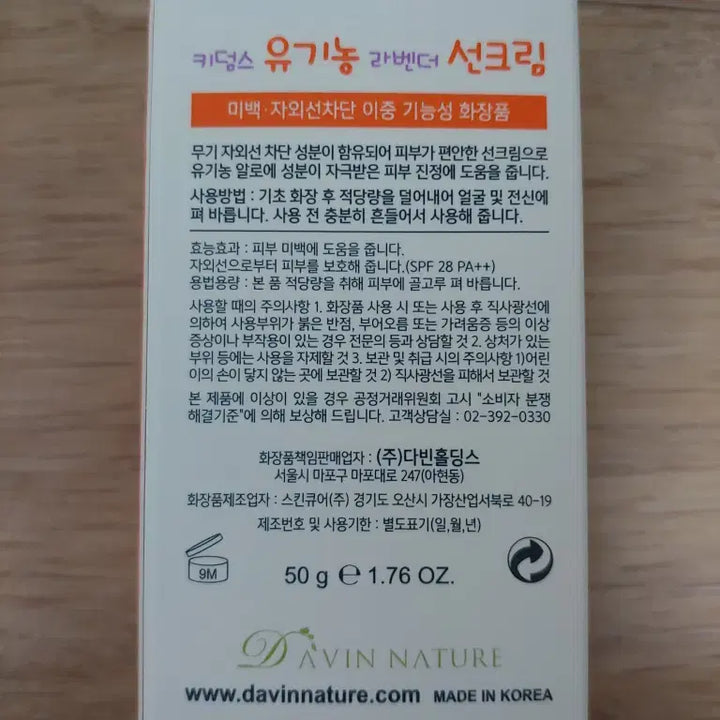 키덤스 유기농 라벤더 선크림
미백·자외선차단 이중 기능성 화장품
무기 자외선 차단 성분이 함유되어 피부가 편안한 선크림으로
유기농 알로에 성분이 자극받은 피부 진정에 도움을 줍니다.
사용방법 : 기초 화장 후 적당량을 덜어내어 얼굴 및 전신에
펴 바릅니다. 사용 전 충분히 흔들어서 사용해 줍니다.
효능효과 : 피부 미백에 도움을 줍니다.
자외선으로부터 피부를 보호해 줍니다.(SPF 28 PA++)
용법용량 : 본 품 적당량을 취해 피부에 골고루 펴 바릅니다.
사용할 때의 주의사항 1. 화장품 사용 시 또는 사용 후 직사광선에
의하여 사용부위가 붉은 반점, 부어오름 또는 가려움증 등의 이상
증상이나 부작용이 있는 경우 전문의 등과 상담할 것 2. 상처가 있는
부위 등에는 사용을 자제할 것 3. 보관 및 취급 시의 주의사항 1)어린
이의 손이 닿지 않는 곳에 보관할 것 2) 직사광선을 피해서 보관할 것
본 제품에 이상이 있을 경우 공정거래위원회 고시 "소비자 분쟁
해결기준"에 의해 보상해 드립니다. 고객상담실 : 02-392-0330
화장품책임판매업자 : (주)다빈홀딩스
서울시 마포구 마포대로 247(아현동)
화장품제조업자 : 스킨큐어(주) 경기도 오산시 가장산업서북로 40-19
제조번호 및 사용기한 : 별도표기(일,월,년)
9M
50 g ℮ 1.76 OZ.
DAVIN NATURE
www.davinnature.com MADE IN KOREA